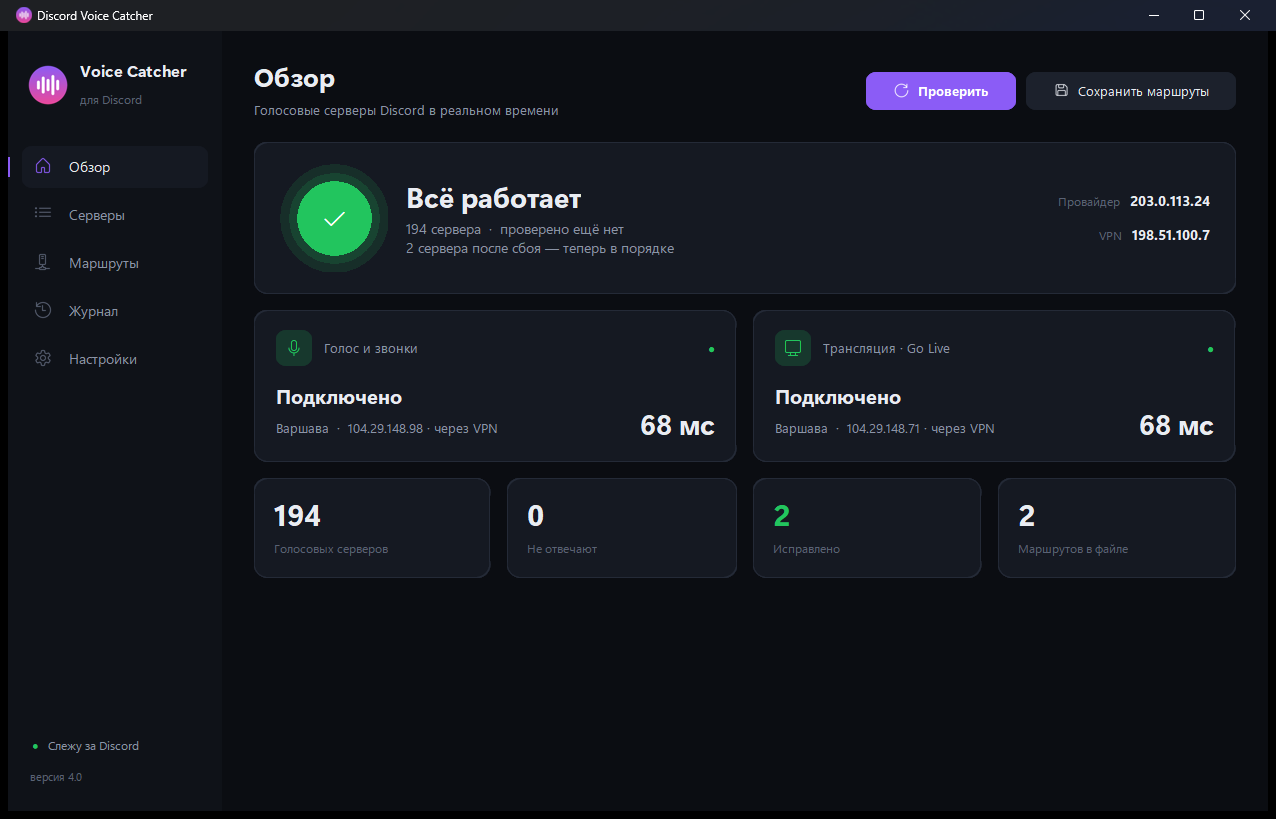 Discord Voice Catcher
Voice Catcher
для Discord
Обзор
Серверы
Маршруты
Журнал
Настройки
Слежу за Discord
версия 4.0
Обзор
Голосовые серверы Discord в реальном времени
Проверить
Сохранить маршруты
Всё работает
194 сервера · проверено ещё нет
2 сервера после сбоя — теперь в порядке
Провайдер 203.0.113.24
VPN 198.51.100.7
Голос и звонки
Подключено
Варшава · 104.29.148.98 · через VPN
68 мс
Трансляция · Go Live
Подключено
Варшава · 104.29.148.71 · через VPN
68 мс
194
Голосовых серверов
0
Не отвечают
2
Исправлено
2
Маршрутов в файле